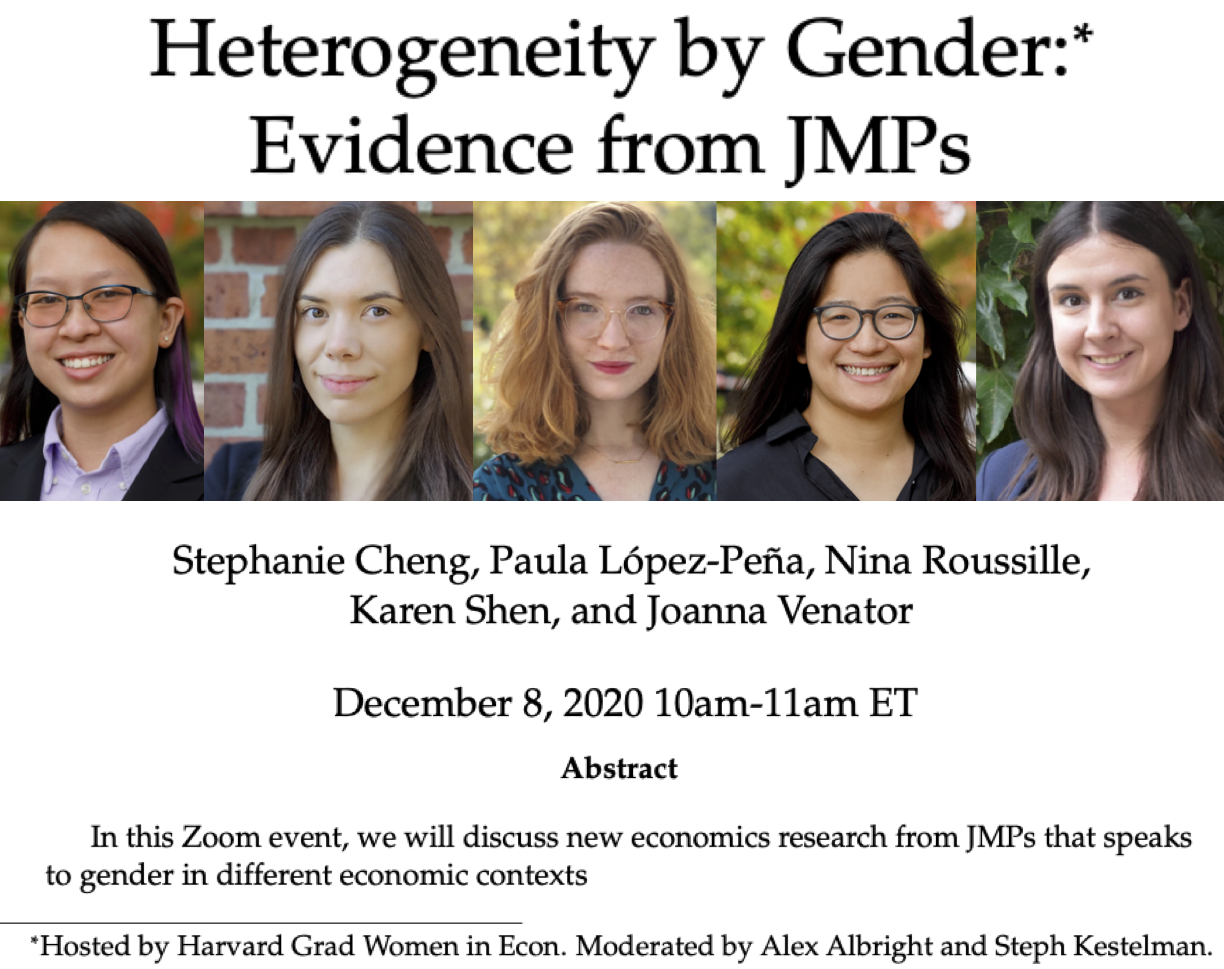 Heterogeneity by Gender:*
Evidence from JMPs
Stephanie Cheng, Paula López-Peña, Nina Roussille,
Karen Shen, and Joanna Venator
December 8, 2020 10am-11am ET
Abstract
In this Zoom event, we will discuss new economics research from JMPs that speaks
to gender in different economic contexts
*Hosted by Harvard Grad Women in Econ. Moderated by Alex Albright and Steph Kestelman.